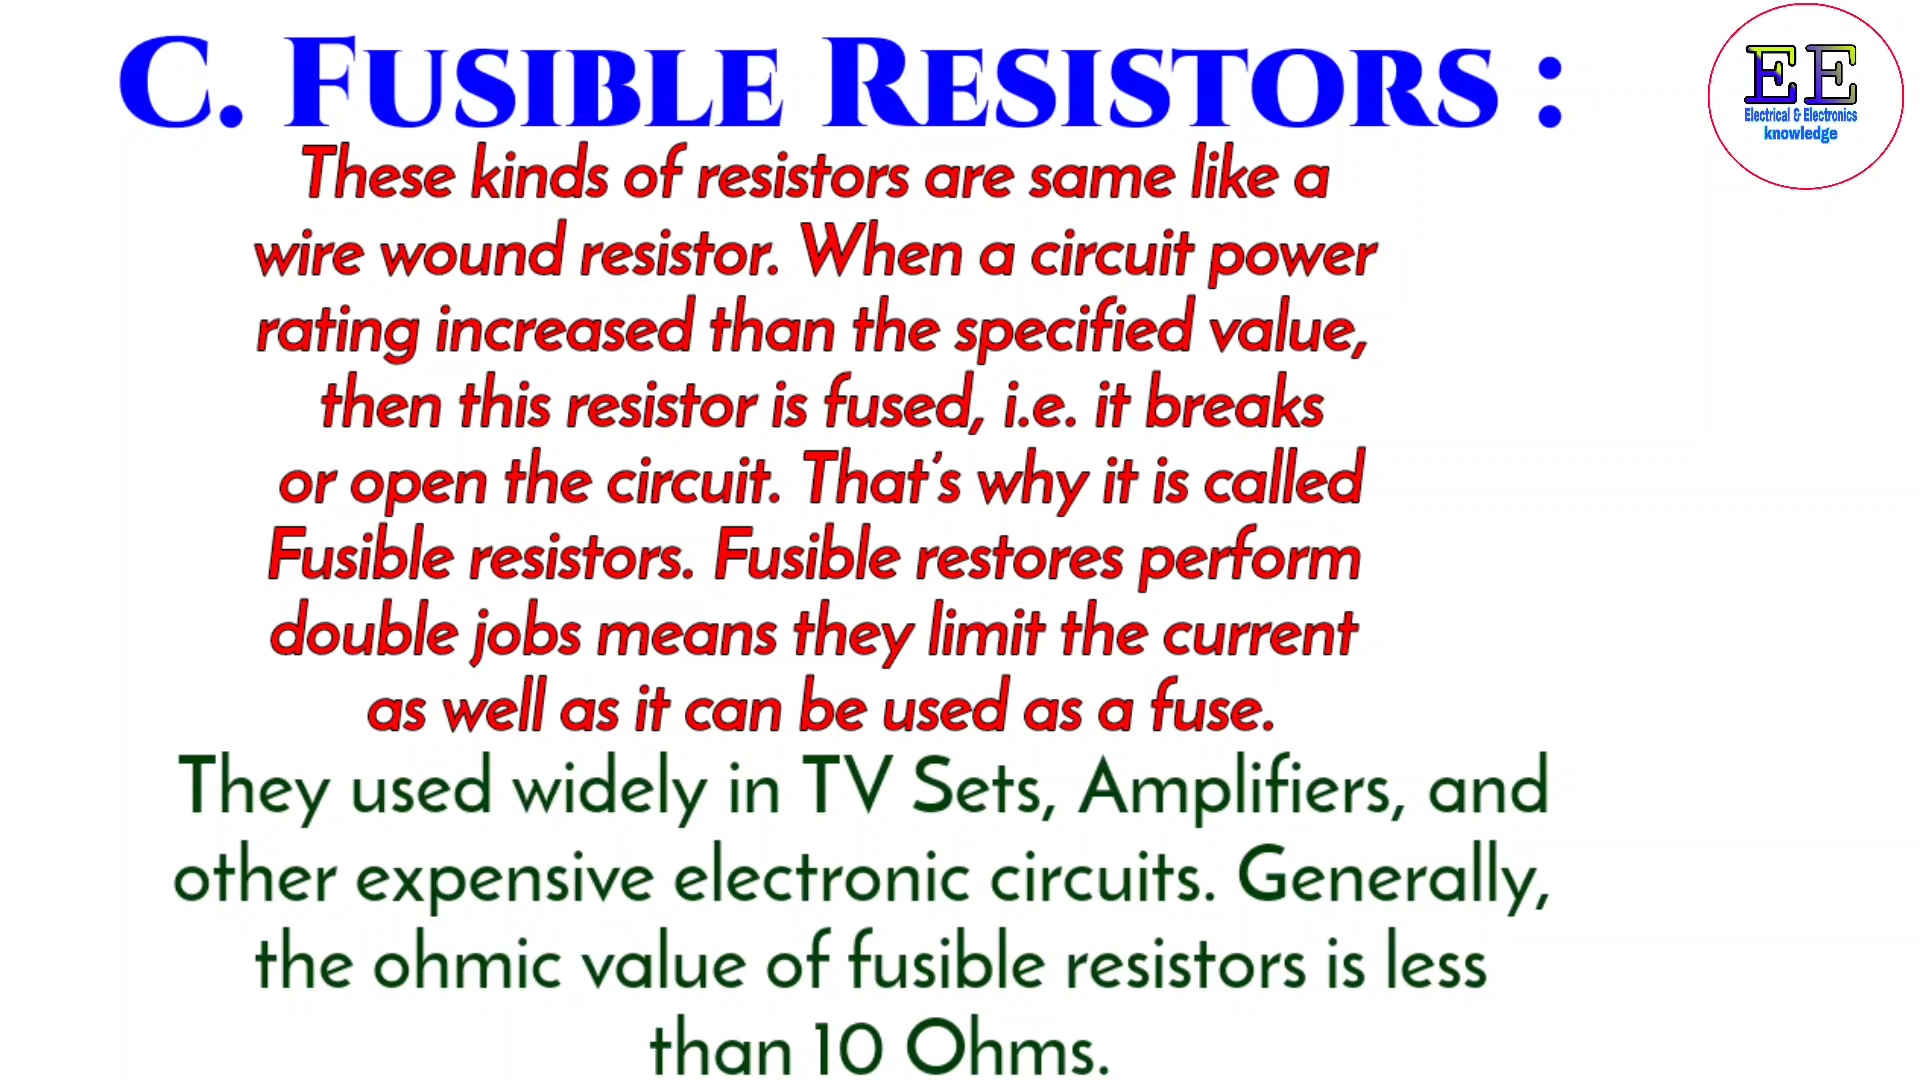 C. Fusible Resistors :
EE
Electrical & Electronics
knowledge
These kinds of resistors are same like a
wire wound resistor. When a circuit power
rating increased than the specified value,
then this resistor is fused, i.e. it breaks
or open the circuit. That's why it is called
Fusible resistors. Fusible restores perform
double jobs means they limit the current
as well as it can be used as a fuse.
They used widely in TV Sets, Amplifiers, and
other expensive electronic circuits. Generally,
the ohmic value of fusible resistors is less
than 10 Ohms.